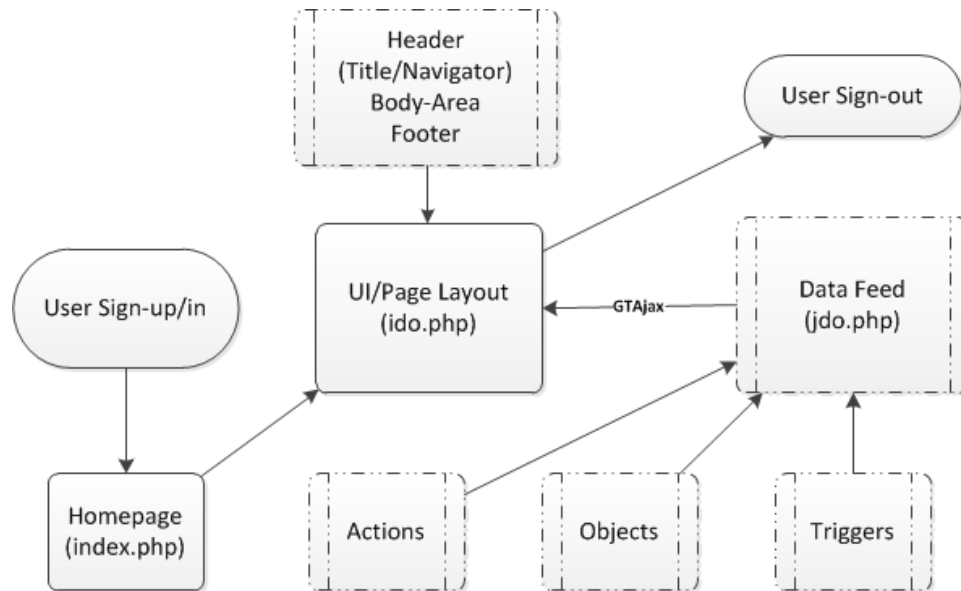 Header
(Title/Navigator)
Body-Area
Footer
User Sign-out
User Sign-up/in
UI/Page Layout
(ido.php)
GTAjax
Data Feed
(jdo.php)
Homepage
(index.php)
Actions
Objects
Triggers